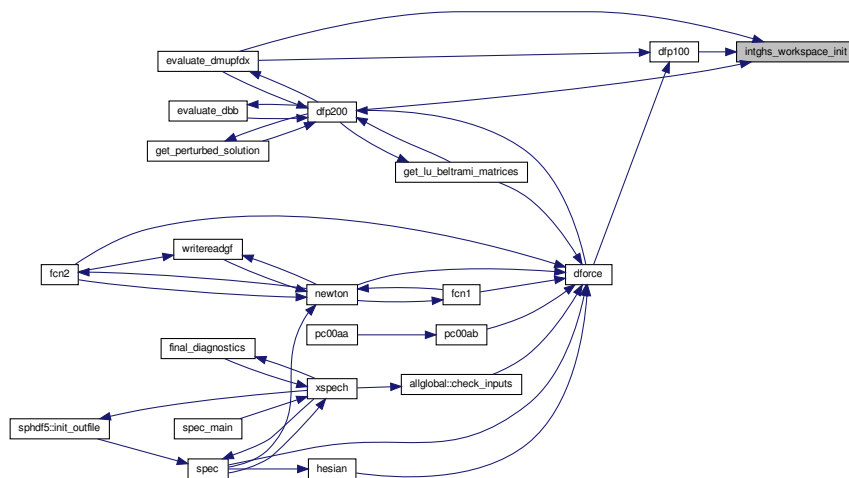 intghs_workspace_init
dfp100
evaluate_dmupfdx
evaluate_dbb
dfp200
get_perturbed_solution
get_lu_beltrami_matrices
writereadgf
fcn2
dforce
newton
fcn1
pc00aa
pc00ab
final_diagnostics
xspech
allglobal::check_inputs
sphdf5::init_outfile
spec_main
spec
hesian